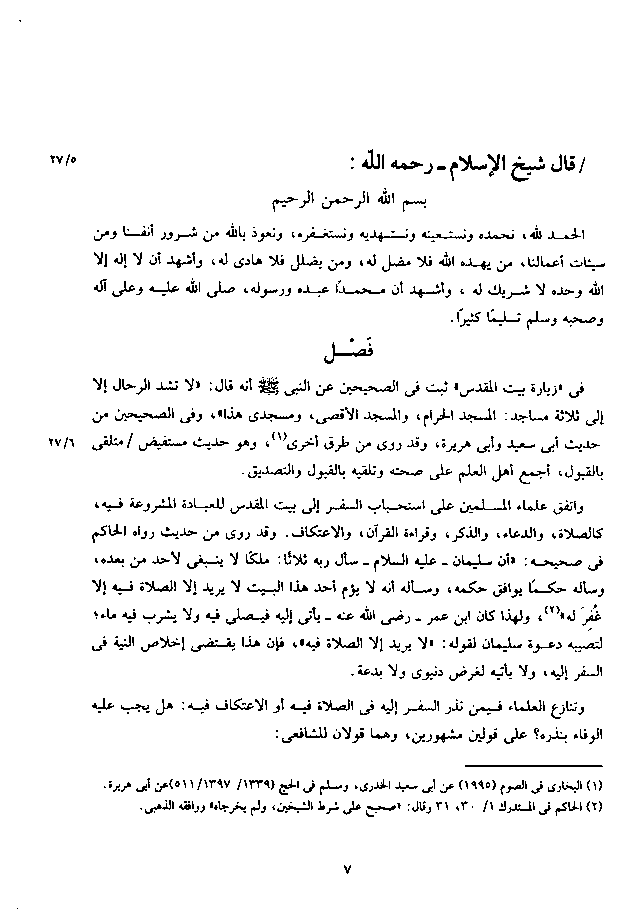 / قال شيخ الإسلام ـ رحمه اللّه : ٢٧/٥
بسم الله الرحمن الرحيم
الحمد لله، نحمده ونستعينه ونستهديه ونستغفره، ونعوذ بالله من شرور أنفسنا ومن
سيئات أعمالنا، من يهده الله فلا مضل له، ومن يضلل فلا هادى له، وأشهد أن لا إله إلا
الله وحده لا شريك له ، وأشهد أن محمدًا عبده ورسوله، صلى الله عليه وعلى آله
وصحبه وسلم تسليمًا كثيرًا.
فَصْل
فى «زيارة بيت المقدس» ثبت فى الصحيحين عن النبى ﷺ أنه قال: «لا تشد الرحال إلا
إلى ثلاثة مساجد: المسجد الحرام، والمسجد الأقصى، ومسجدى هذا»، وفى الصحيحين من
حديث أبى سعيد وأبى هريرة، وقد روى من طرق أخرى(١)، وهو حديث مستفيض / متلقى ٢٧/٦
بالقبول، أجمع أهل العلم على صحته وتلقيه بالقبول والتصديق.
واتفق علماء المسلمين على استحباب السفر إلى بيت المقدس للعبادة المشروعة فيه،
كالصلاة، والدعاء، والذكر، وقراءة القرآن، والاعتكاف. وقد روى من حديث رواه الحاكم
فى صحيحه: «أن سليمان ـ عليه السلام ـ سأل ربه ثلاثًا: ملكًا لا ينبغى لأحد من بعده،
وسأله حكمًا يوافق حكمه، وسأله أنه لا يؤم أحد هذا البيت لا يريد إلا الصلاة فيه إلا
غُفِرَ له»(٢)، ولهذا كان ابن عمر ـ رضى الله عنه ـ يأتى إليه فيصلى فيه ولا يشرب فيه ماء؛
لتصيبه دعوة سليمان لقوله: «لا يريد إلا الصلاة فيه»، فإن هذا يقتضى إخلاص النية فى
السفر إليه، ولا يأتيه لغرض دنيوى ولا بدعة.
وتنازع العلماء فيمن نذر السفر إليه فى الصلاة فيه أو الاعتكاف فيه: هل يجب عليه
الوفاء بنذره؟ على قولين مشهورين، وهما قولان للشافعى:
(١) البخارى فى الصوم (١٩٩٥) عن أبى سعيد الخدرى، ومسلم فى الحج (١٣٣٩/ ١٣٩٧/ ٥١١)عن أبى هريرة.
(٢) الحاكم فى المستدرك ١/ ٣٠، ٣١ وقال: «صحيح على شرط الشيخين، ولم يخرجاه» ووافقه الذهبى.
٧